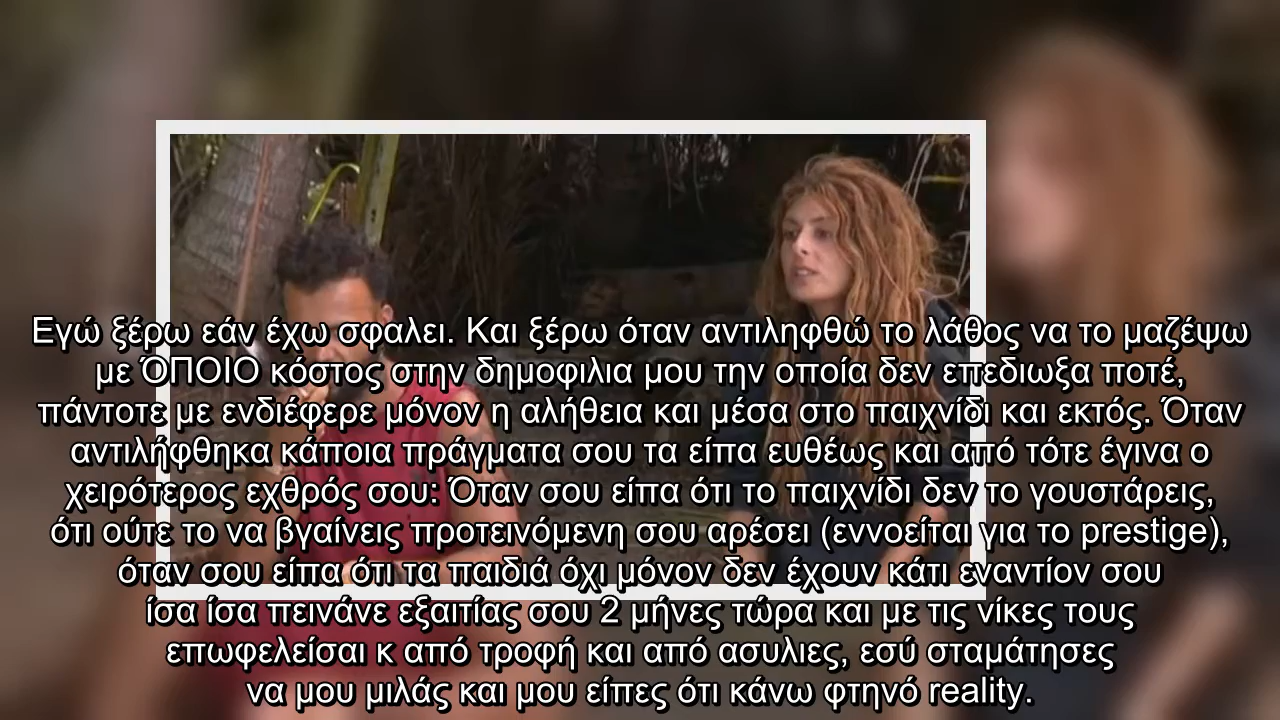 Εγώ ξέρω εάν έχω σφαλει. Και ξέρω όταν αντιληφθώ το λάθος να το μαζέψω
με ΌΠΟΙΟ κόστος στην δημοφιλια μου την οποία δεν επεδιωξα ποτέ,
πάντοτε με ενδιέφερε μόνον η αλήθεια και μέσα στο παιχνίδι και εκτός. Όταν
αντιλήφθηκα κάποια πράγματα σου τα είπα ευθέως και από τότε έγινα ο
χειρότερος εχθρός σου: Όταν σου είπα ότι το παιχνίδι δεν το γουστάρεις,
ότι ούτε το να βγαίνεις προτεινόμενη σου αρέσει (εννοείται για το prestige),
όταν σου είπα ότι τα παιδιά όχι μόνον δεν έχουν κάτι εναντίον σου
ίσα ίσα πεινάνε εξαιτίας σου 2 μήνες τώρα και με τις νίκες τους
επωφελείσαι κ από τροφή και από ασυλιες, εσύ σταμάτησες
να μου μιλάς και μου είπες ότι κάνω φτηνό reality.